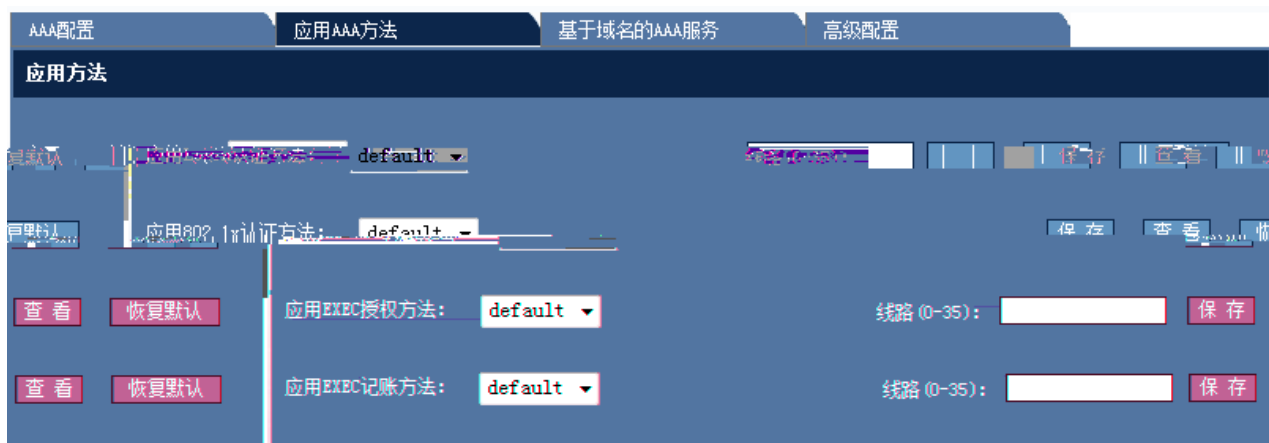 AAA配置 应用AAA方法 基于域名的AAA服务 高级配置
应用方法
复默认 default 保存 查看
应用802.1x认证方法: default 保存 查看
查看 恢复默认 应用EXEC授权方法: default 线路(0-35): 保存
查看 恢复默认 应用EXEC记账方法: default 线路(0-35): 保存